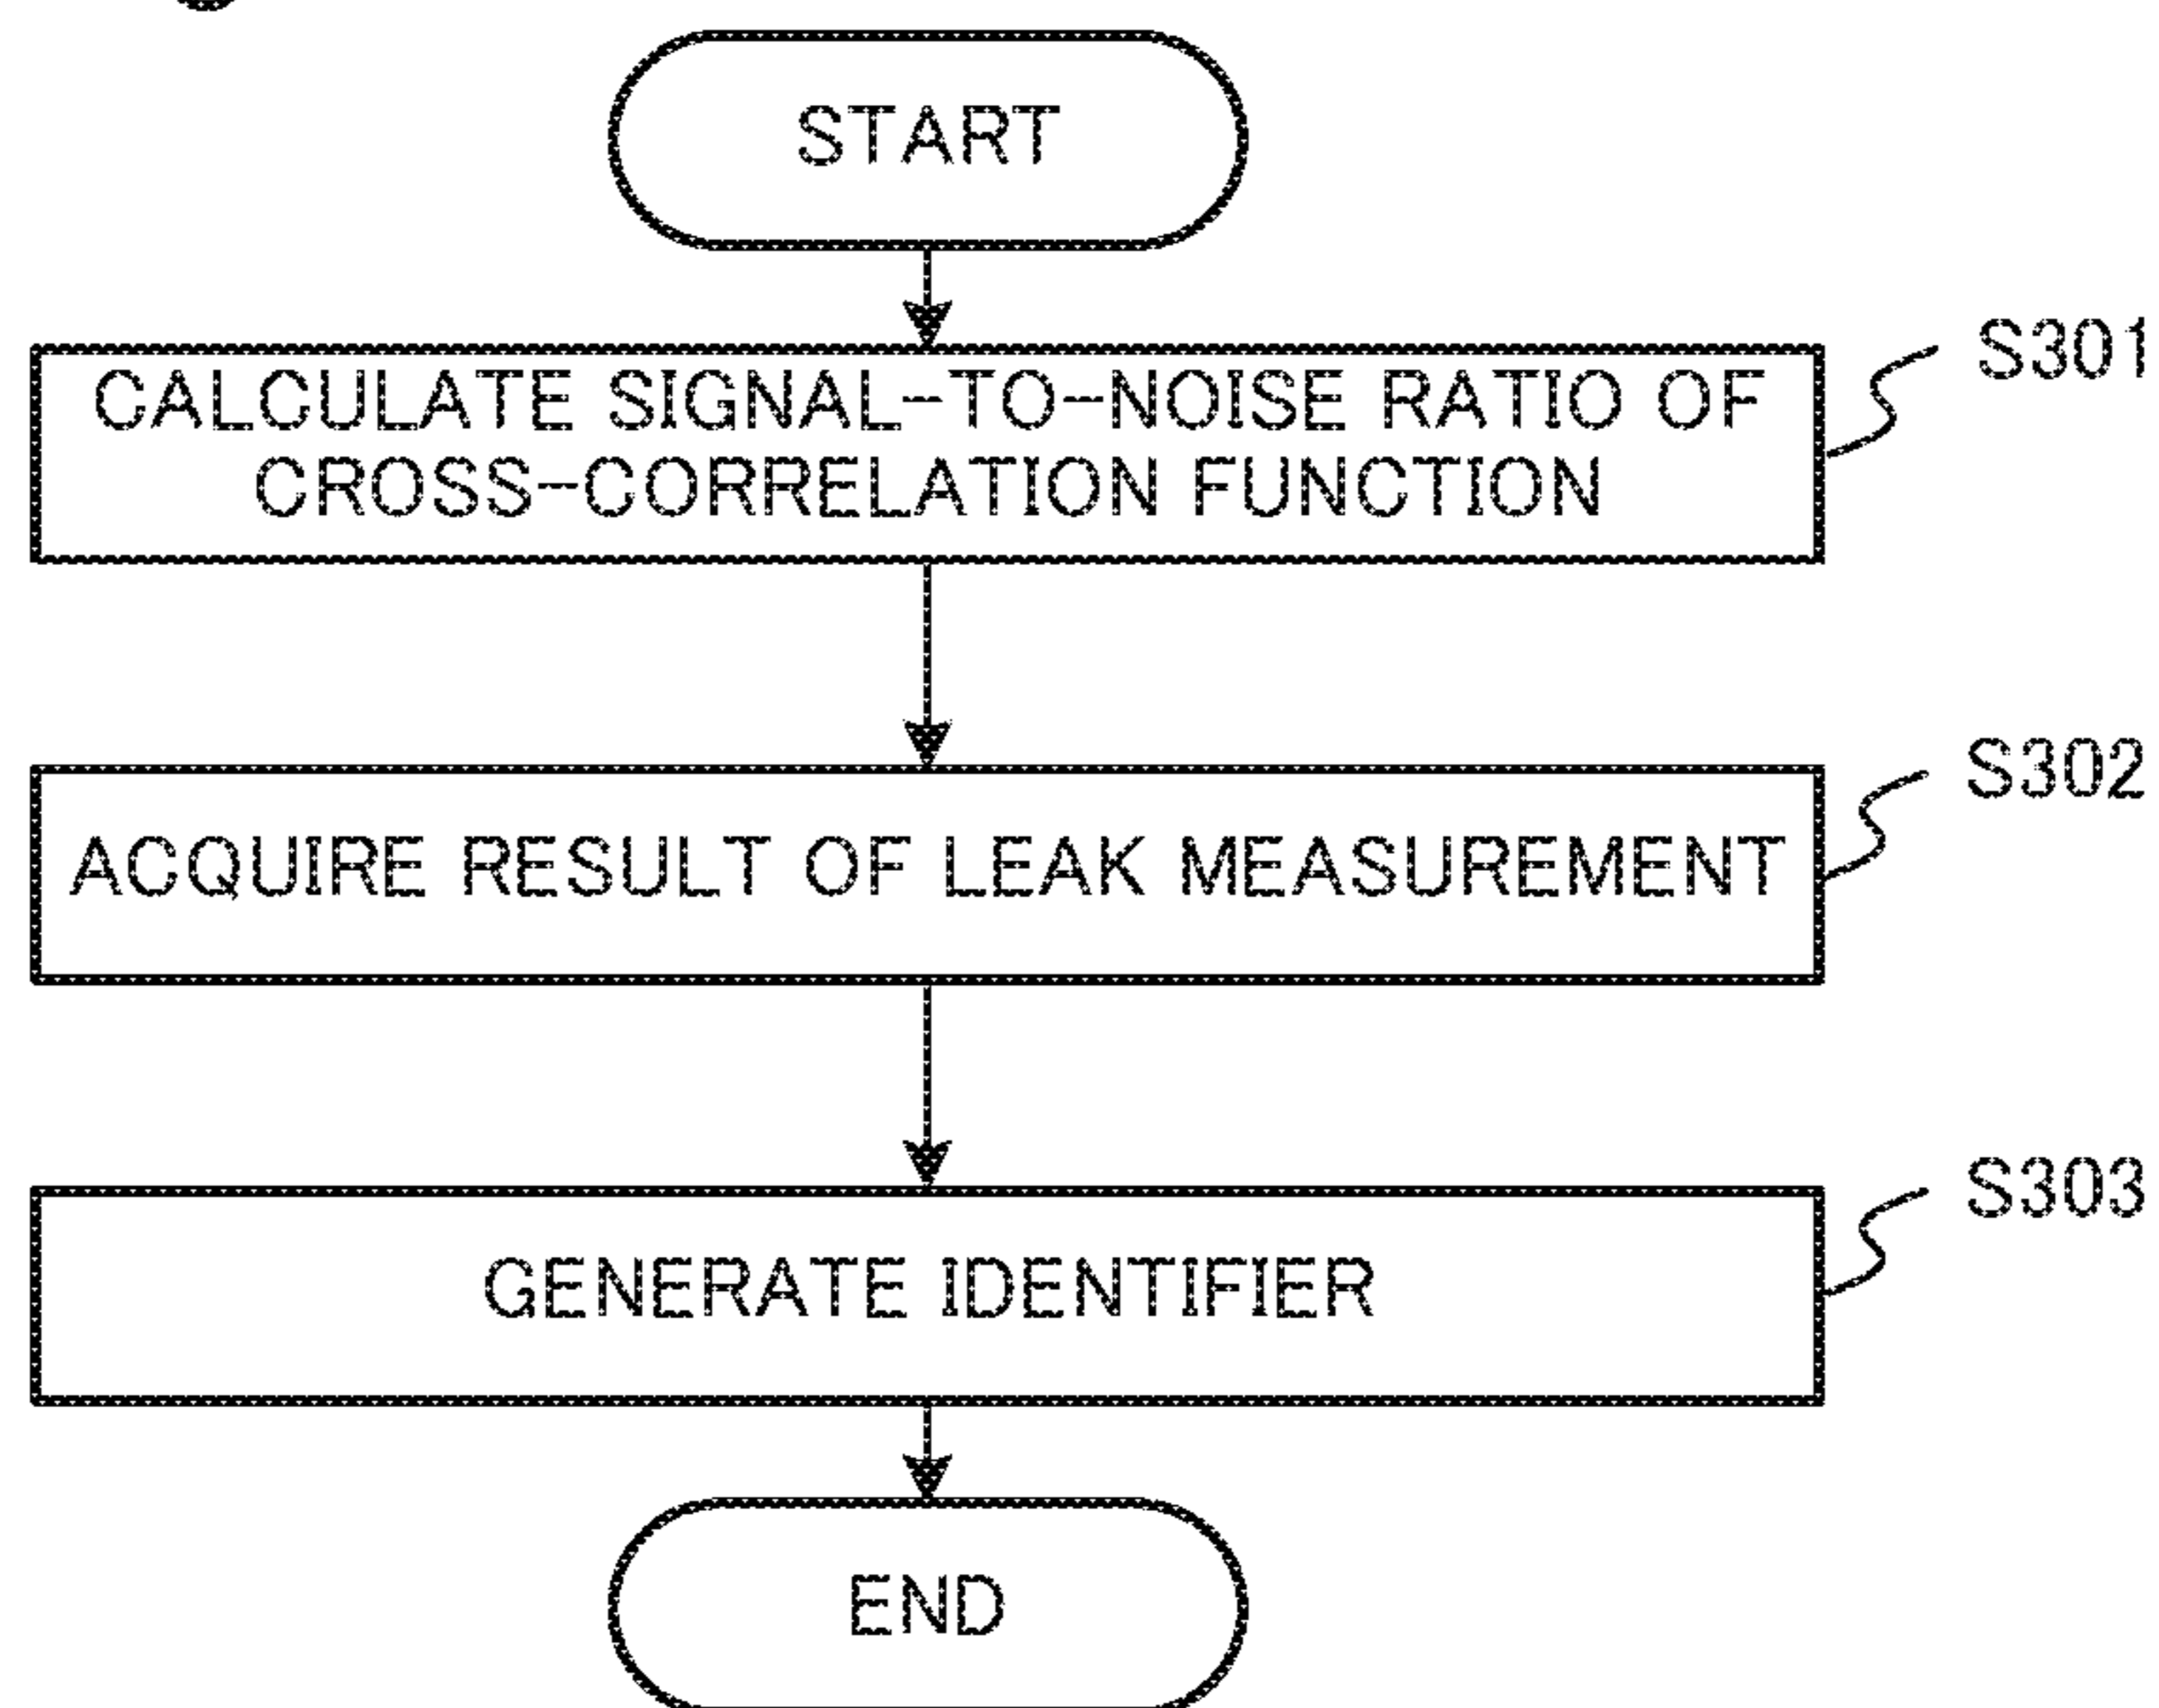 START
S301
CALCULATE SIGNAL-TO-NOISE RATIO OF
CROSS-CORRELATION FUNCTION
S302
ACQUIRE RESULT OF LEAK MEASUREMENT
S303
GENERATE IDENTIFIER
END